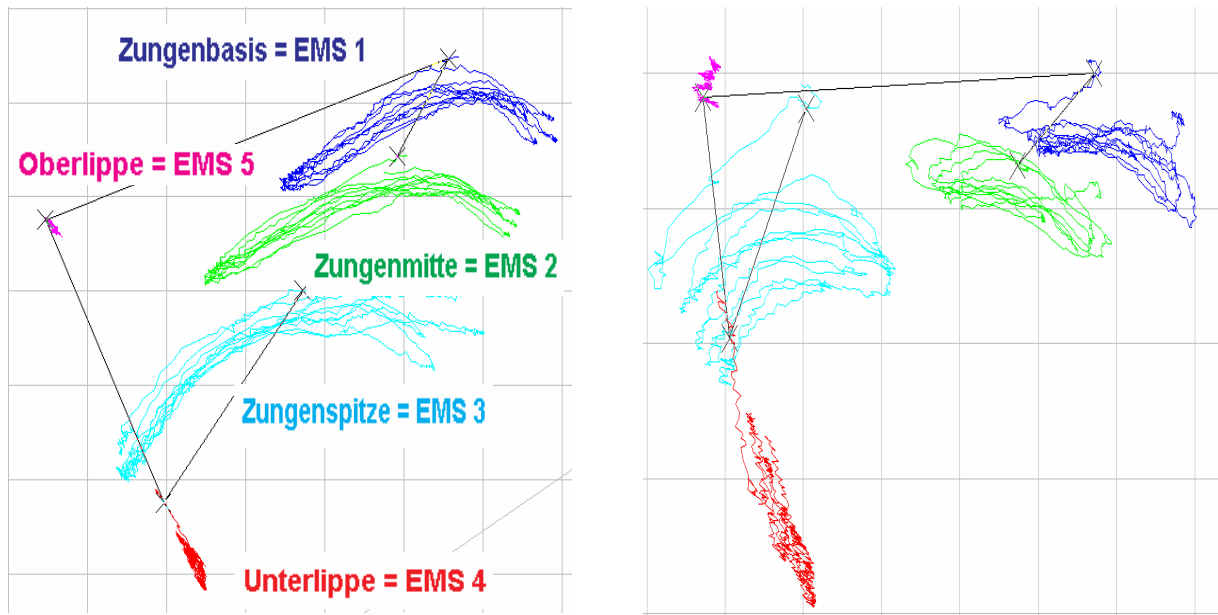 Zungenbasis = EMS 1
Oberlippe = EMS 5
Zungenmitte = EMS 2
Zungenspitze = EMS 3
Unterlippe = EMS 4